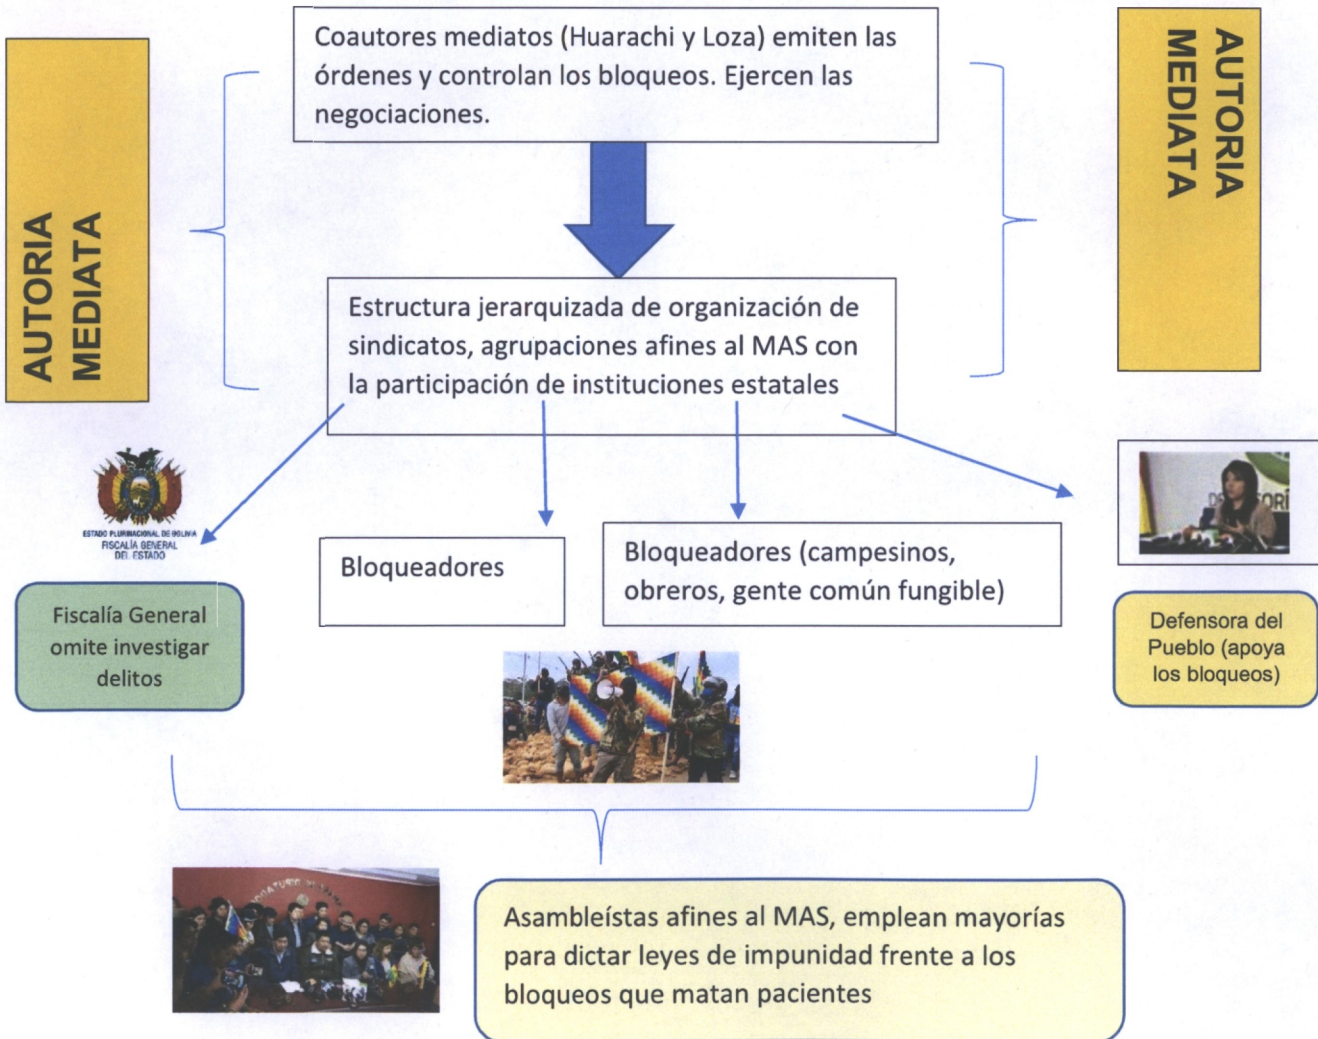 Coautores mediatos (Huarachi y Loza) emiten las
órdenes y controlan los bloqueos. Ejercen las
negociaciones.
AUTORIA
MEDIATA
AUTORIA
MEDIATA
Estructura jerarquizada de organización de
sindicatos, agrupaciones afines al MAS con
la participación de instituciones estatales
ESTADO PLURINACIONAL DE BOLIVIA
FISCALÍA GENERAL
DEL ESTADO
Bloqueadores
Bloqueadores (campesinos,
obreros, gente común fungible)
Fiscalía General
omite investigar
delitos
Defensora del
Pueblo (apoya
los bloqueos)
Asambleístas afines al MAS, emplean mayorías
para dictar leyes de impunidad frente a los
bloqueos que matan pacientes